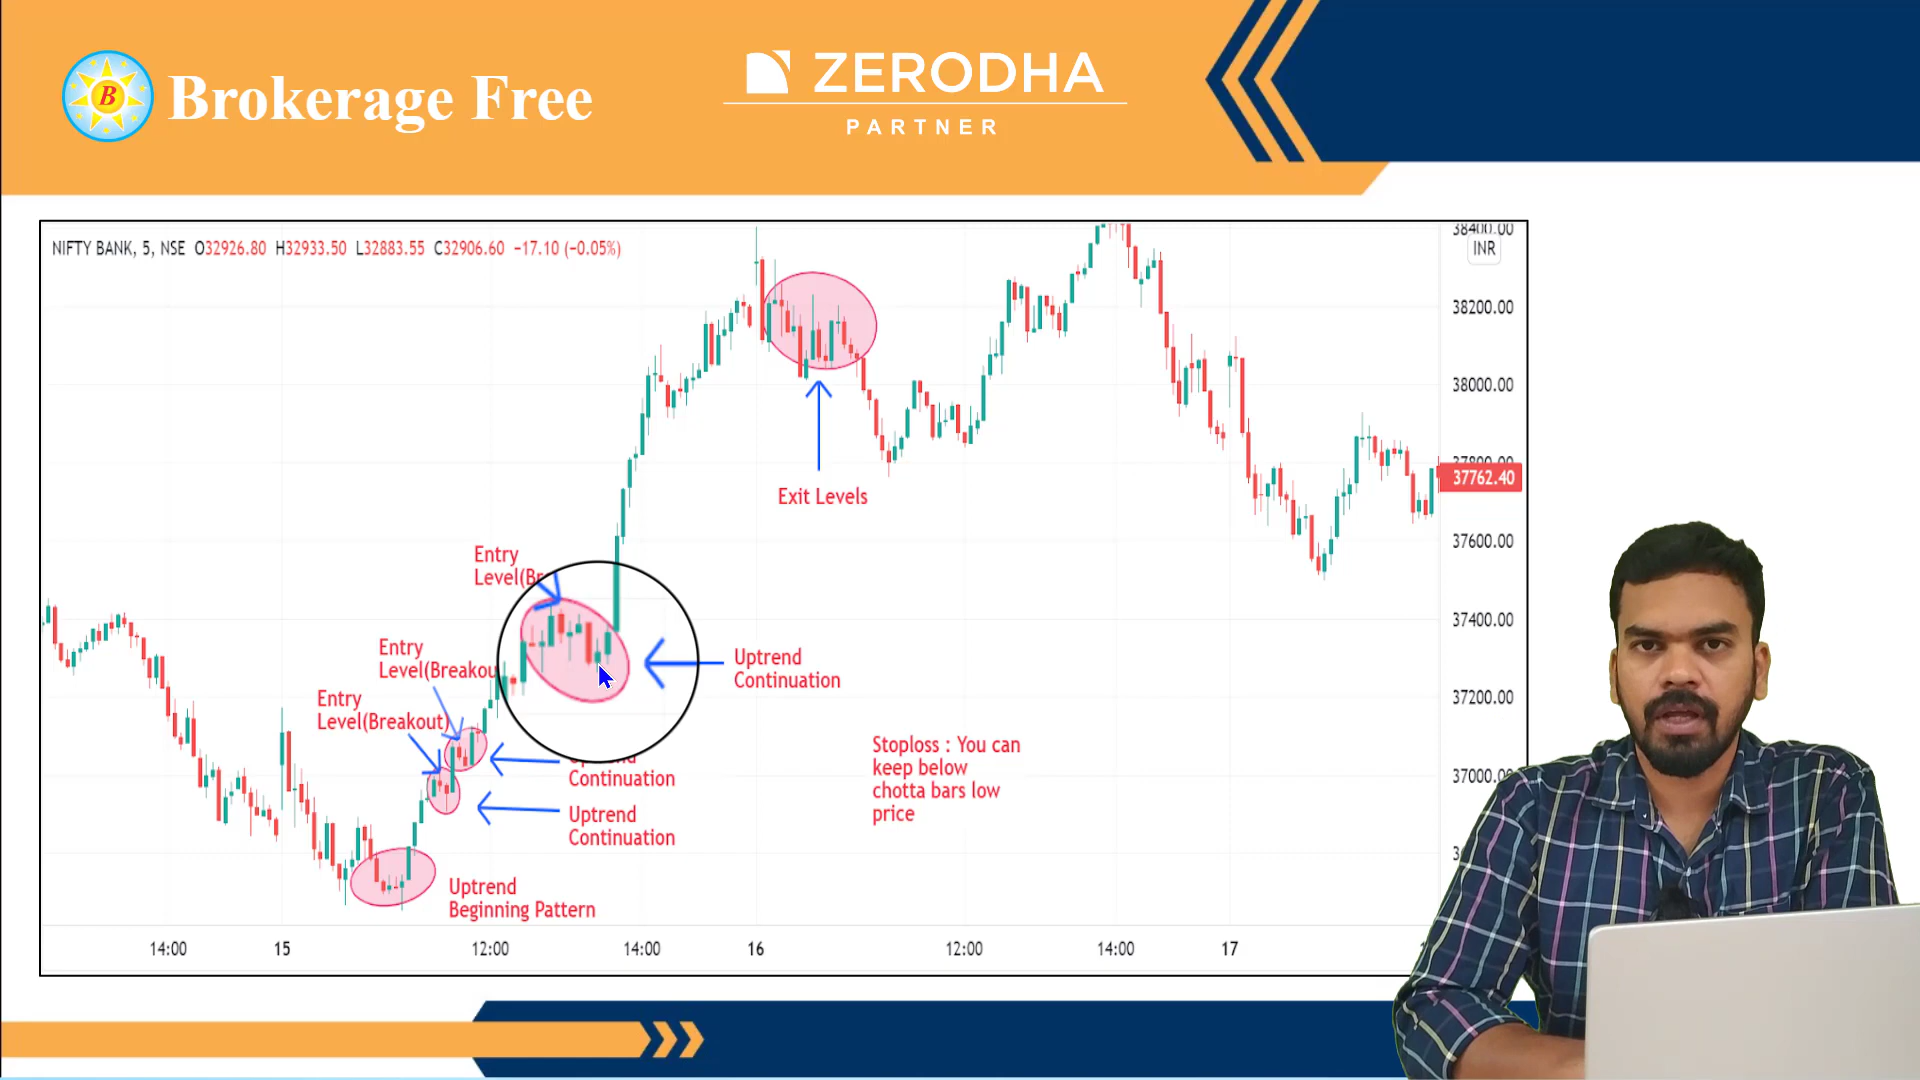 B
Brokerage Free
ZERODHA
PARTNER
NIFTY BANK, 5, NSE O32926.80 H32933.50 L32883.55 C32906.60 −17.10 (−0.05%)
38400.00
INR
38200.00
38000.00
37800.00
37762.40
37600.00
37400.00
37200.00
37000.00
Exit Levels
Entry
Level(Br
Uptrend
Continuation
Entry
Level(Breakou
Entry
Level(Breakout)
Continuation
Uptrend
Continuation
Uptrend
Beginning Pattern
Stoploss : You can
keep below
chotta bars low
price
14:00 15 12:00 14:00 16 12:00 14:00 17